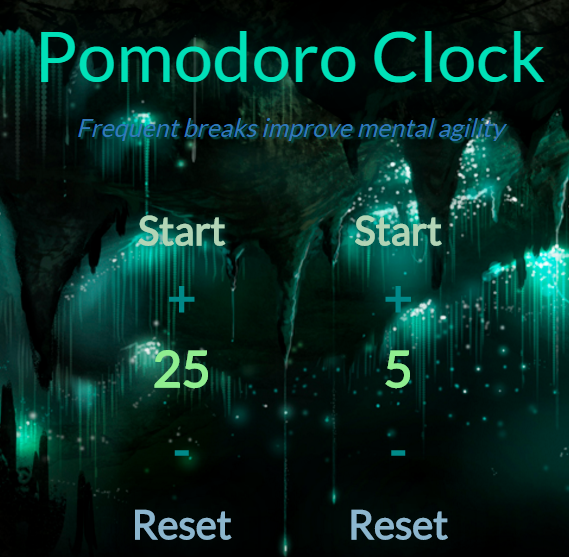 Pomodoro Clock
Frequent breaks improve mental agility
Start Start
+ +
25 5
- -
Reset Reset